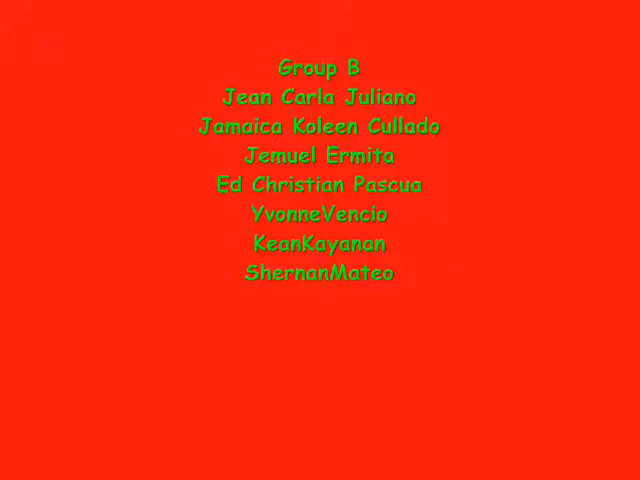 Group B
Jean Carla Juliano
Jamaica Koleen Cullado
Jemuel Ermita
Ed Christian Pascua
YvonneVencio
KeanKayanan
ShernanMateo